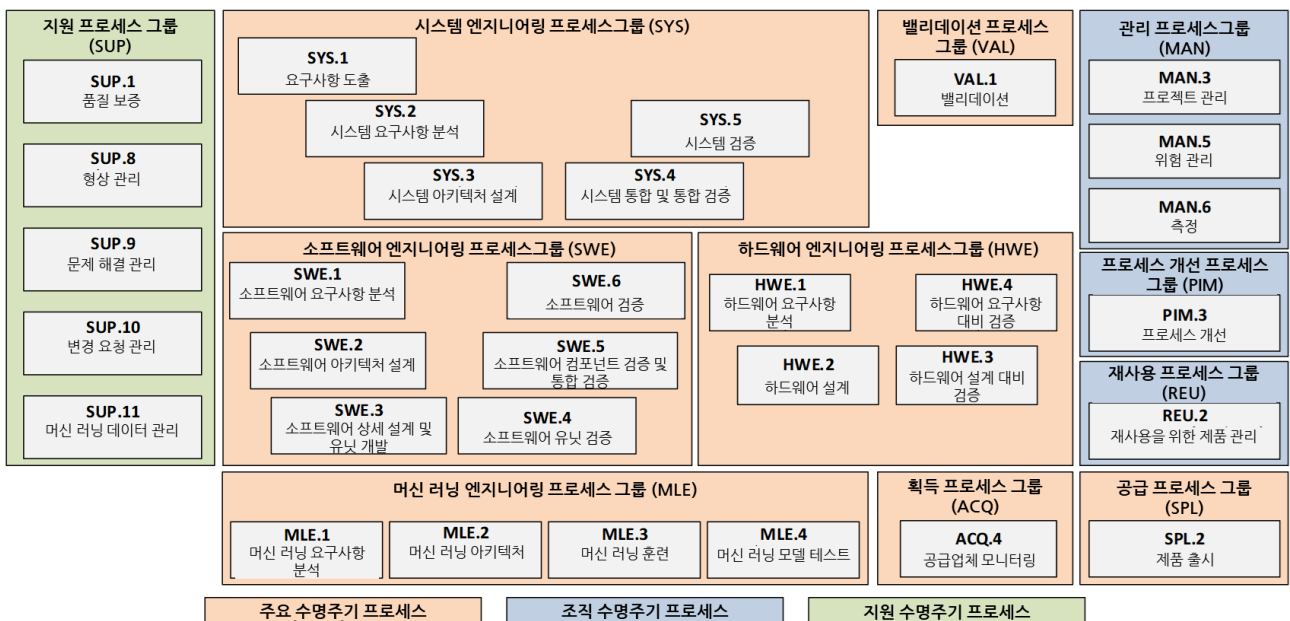 지원 프로세스 그룹
(SUP)
SUP.1
품질 보증
SUP.8
형상 관리
SUP.9
문제 해결 관리
SUP.10
변경 요청 관리
SUP.11
머신 러닝 데이터 관리
시스템 엔지니어링 프로세스그룹 (SYS)
SYS.1
요구사항 도출
SYS.2
시스템 요구사항 분석
SYS.3
시스템 아키텍처 설계
SYS.4
시스템 통합 및 통합 검증
SYS.5
시스템 검증
밸리데이션 프로세스
그룹 (VAL)
VAL.1
밸리데이션
관리 프로세스그룹
(MAN)
MAN.3
프로젝트 관리
MAN.5
위험 관리
MAN.6
측정
소프트웨어 엔지니어링 프로세스그룹 (SWE)
SWE.1
소프트웨어 요구사항 분석
SWE.2
소프트웨어 아키텍처 설계
SWE.3
소프트웨어 상세 설계 및
유닛 개발
SWE.4
소프트웨어 유닛 검증
SWE.5
소프트웨어 컴포넌트 검증 및
통합 검증
SWE.6
소프트웨어 검증
하드웨어 엔지니어링 프로세스그룹 (HWE)
HWE.1
하드웨어 요구사항
분석
HWE.2
하드웨어 설계
HWE.3
하드웨어 설계 대비
검증
HWE.4
하드웨어 요구사항
대비 검증
프로세스 개선 프로세스
그룹 (PIM)
PIM.3
프로세스 개선
재사용 프로세스 그룹
(REU)
REU.2
재사용을 위한 제품 관리
머신 러닝 엔지니어링 프로세스 그룹 (MLE)
MLE.1
머신 러닝 요구사항
분석
MLE.2
머신 러닝 아키텍처
MLE.3
머신 러닝 훈련
MLE.4
머신 러닝 모델 테스트
획득 프로세스 그룹
(ACQ)
ACQ.4
공급업체 모니터링
공급 프로세스 그룹
(SPL)
SPL.2
제품 출시
주요 수명주기 프로세스
조직 수명주기 프로세스
지원 수명주기 프로세스